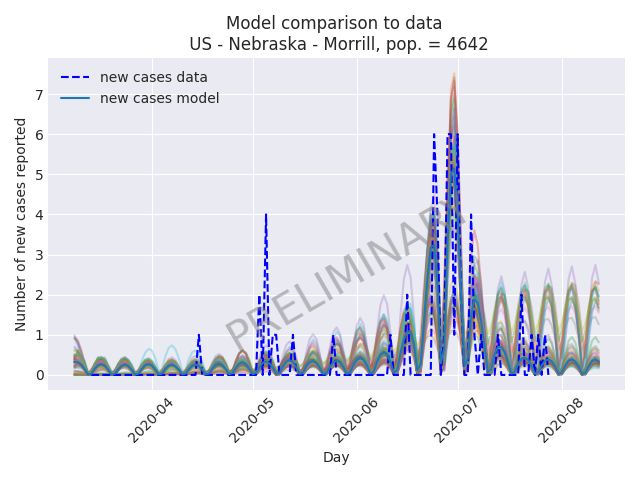 Model comparison to data
US - Nebraska - Morrill, pop. = 4642
new cases data
new cases model
Number of new cases reported
7
6
5
4
3
2
1
0
PRELIMINARY
2020-04
2020-05
2020-06
2020-07
2020-08
Day